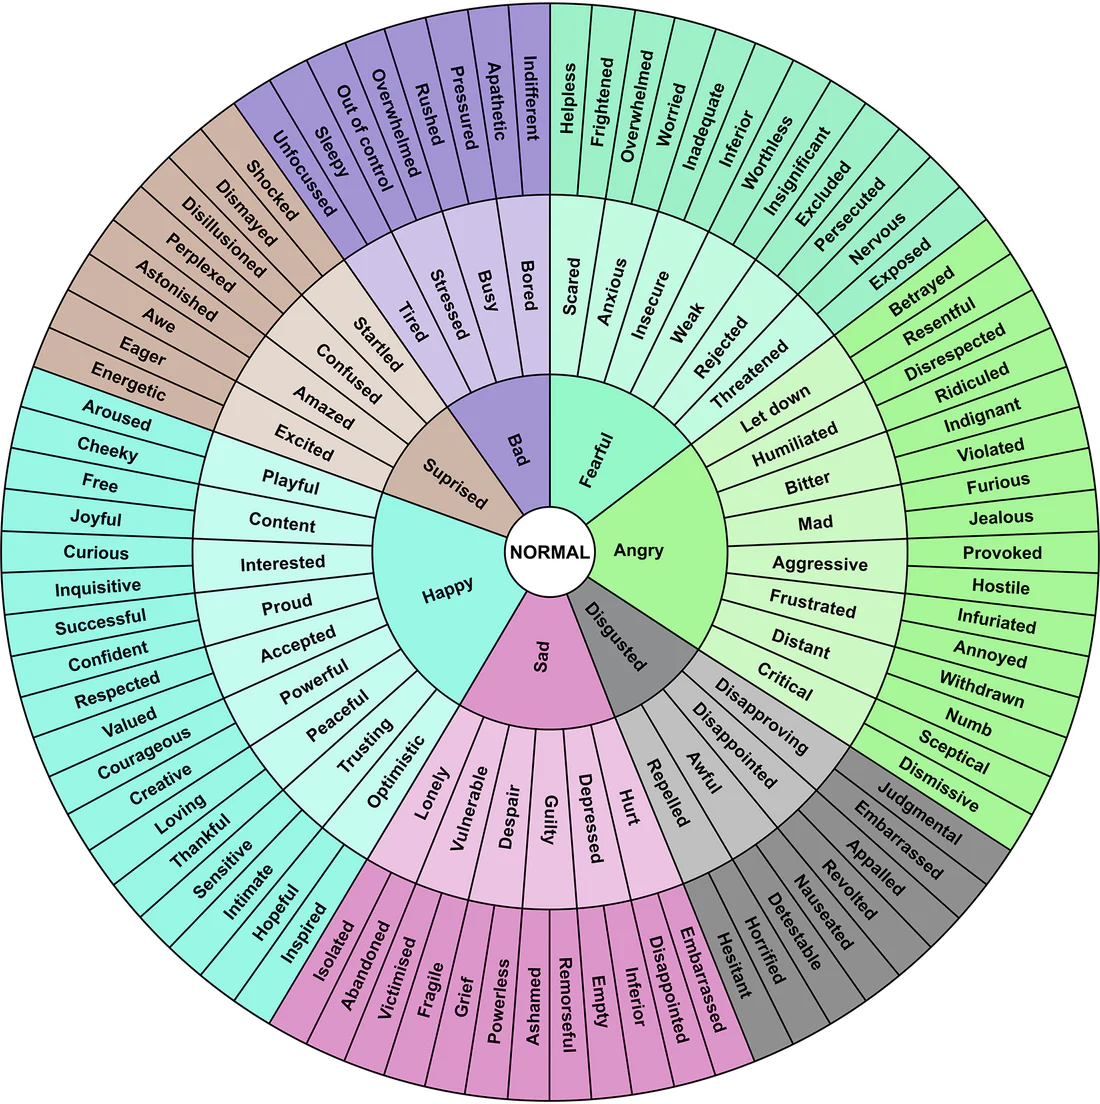 NORMAL
Fearful
Angry
Disgusted
Sad
Happy
Suprised
Bad
Scared
Anxious
Insecure
Weak
Rejected
Threatened
Let down
Humiliated
Bitter
Mad
Aggressive
Frustrated
Distant
Critical
Disapproving
Disappointed
Awful
Repelled
Hurt
Depressed
Guilty
Despair
Vulnerable
Lonely
Optimistic
Trusting
Peaceful
Powerful
Accepted
Proud
Interested
Content
Playful
Excited
Amazed
Confused
Startled
Tired
Stressed
Busy
Bored
Helpless
Frightened
Overwhelmed
Worried
Inadequate
Inferior
Worthless
Insignificant
Excluded
Persecuted
Nervous
Exposed
Betrayed
Resentful
Disrespected
Ridiculed
Indignant
Violated
Furious
Jealous
Provoked
Hostile
Infuriated
Annoyed
Withdrawn
Numb
Sceptical
Dismissive
Judgmental
Embarrassed
Appalled
Revolted
Nauseated
Detestable
Horrified
Hesitant
Embarrassed
Disappointed
Inferior
Empty
Remorseful
Ashamed
Powerless
Grief
Fragile
Victimised
Abandoned
Isolated
Inspired
Hopeful
Intimate
Sensitive
Thankful
Loving
Creative
Courageous
Valued
Respected
Confident
Successful
Inquisitive
Curious
Joyful
Free
Cheeky
Aroused
Energetic
Eager
Awe
Astonished
Perplexed
Disillusioned
Dismayed
Shocked
Unfocussed
Sleepy
Out of control
Overwhelmed
Rushed
Pressured
Apathetic
Indifferent